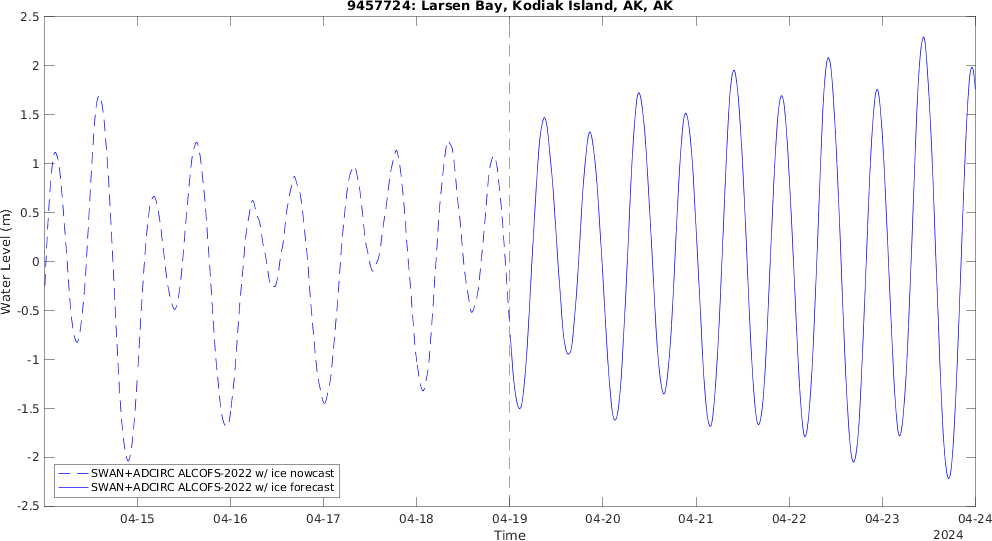 9457724: Larsen Bay, Kodiak Island, AK, AK
2.5
2
1.5
1
0.5
0
-0.5
-1
-1.5
-2
-2.5
Water Level (m)
SWAN+ADCIRC ALCOFS-2022 w/ ice nowcast
SWAN+ADCIRC ALCOFS-2022 w/ ice forecast
04-15 04-16 04-17 04-18 04-19 04-20 04-21 04-22 04-23 04-24
Time
2024